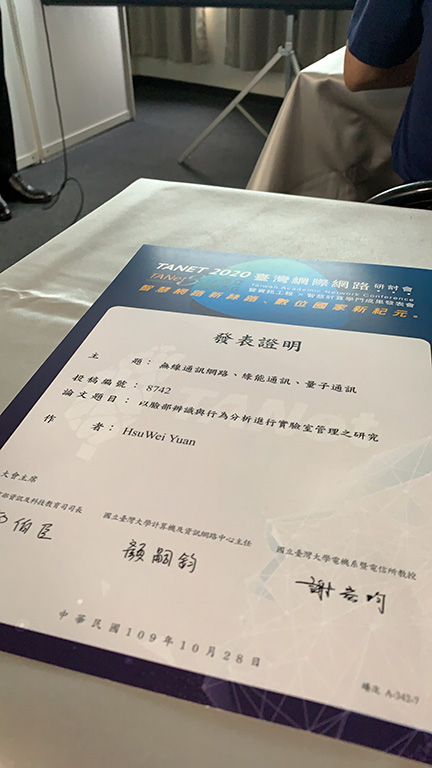 TANET 2020 臺灣網際網路研討會
TANet
Taiwan Academic Network Conference
暨資訊工程×智慧計算學門成果發表會
智慧網通新絲路、數位國家新紀元。
發表證明
主 題：無線通訊網路、綠能通訊、量子通訊
投稿編號：8742
論文題目：以臉部辨識與行為分析進行實驗室管理之研究
作 者：HsuWei Yuan
TANet
大會主席
部資訊及科技教育司司長
伯臣
國立臺灣大學計算機及資訊網路中心主任
顏嗣鈞
國立臺灣大學電機系暨電信所教授
謝宏昀
中華民國109年10月28日
場次 A-342-7